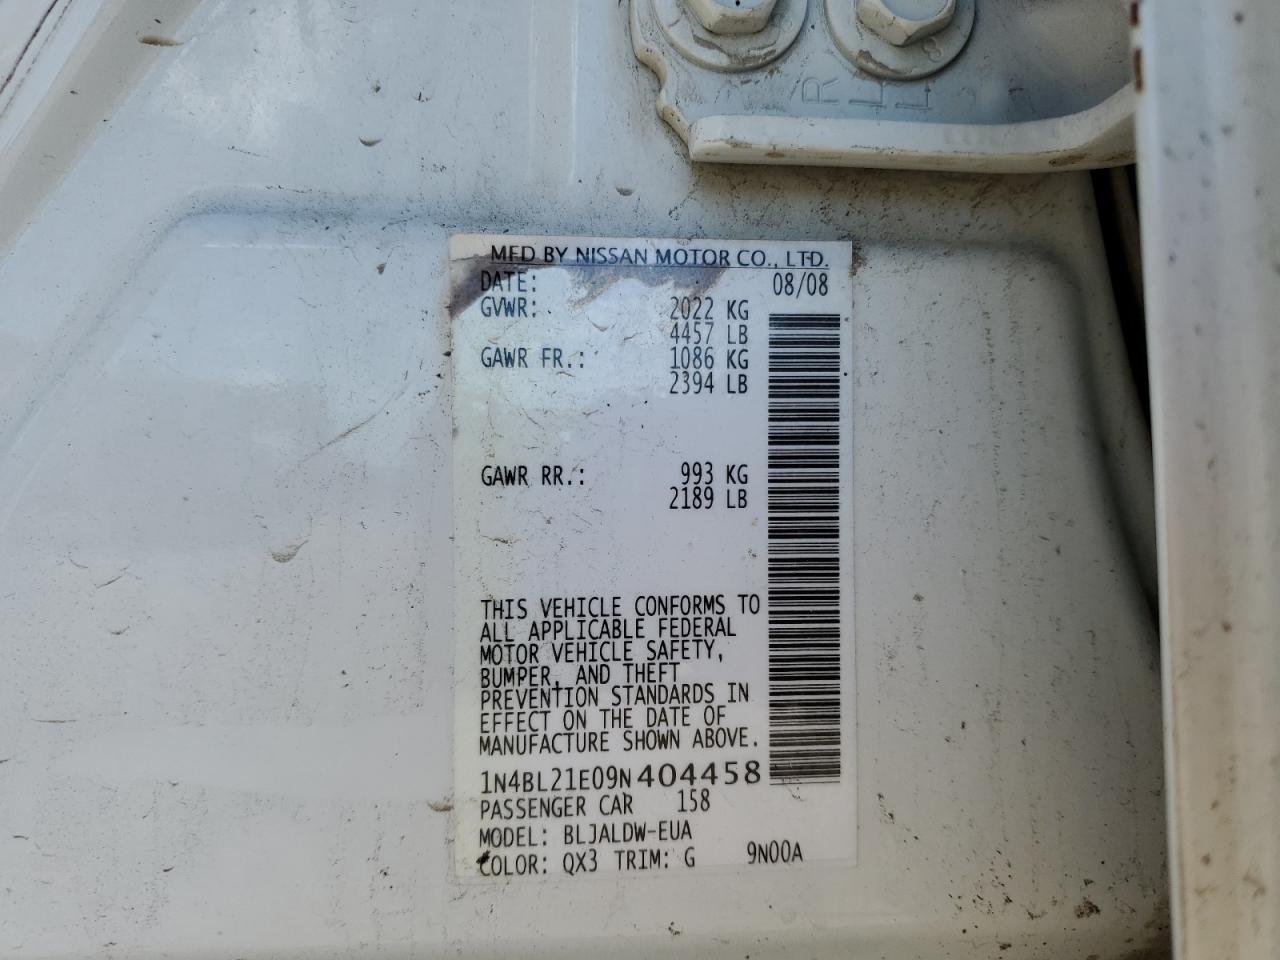 R L L 8
MFD BY NISSAN MOTOR CO., LTD.
DATE: 08/08
GVWR: 2022 KG
4457 LB
GAWR FR.: 1086 KG
2394 LB
GAWR RR.: 993 KG
2189 LB
THIS VEHICLE CONFORMS TO
ALL APPLICABLE FEDERAL
MOTOR VEHICLE SAFETY,
BUMPER, AND THEFT
PREVENTION STANDARDS IN
EFFECT ON THE DATE OF
MANUFACTURE SHOWN ABOVE.
1N4BL21E09N404458
PASSENGER CAR 158
MODEL: BLJALDW-EUA
COLOR: QX3 TRIM: G 9N00A